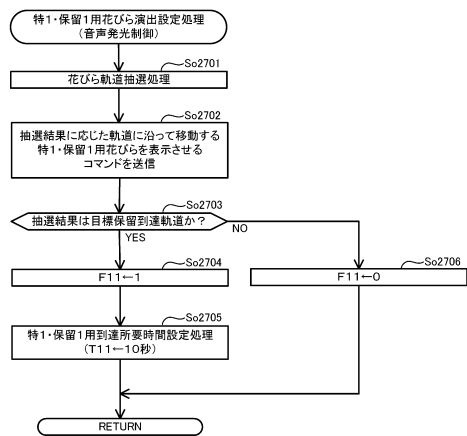 特1・保留1用花びら演出設定処理
(音声発光制御)
So2701
花びら軌道抽選処理
So2702
抽選結果に応じた軌道に沿って移動する
特1・保留1用花びらを表示させる
コマンドを送信
So2703
抽選結果は目標保留到達軌道か?
NO
YES
So2704
F11←1
So2706
F11←0
So2705
特1・保留1用到達所要時間設定処理
(T11←10秒)
RETURN